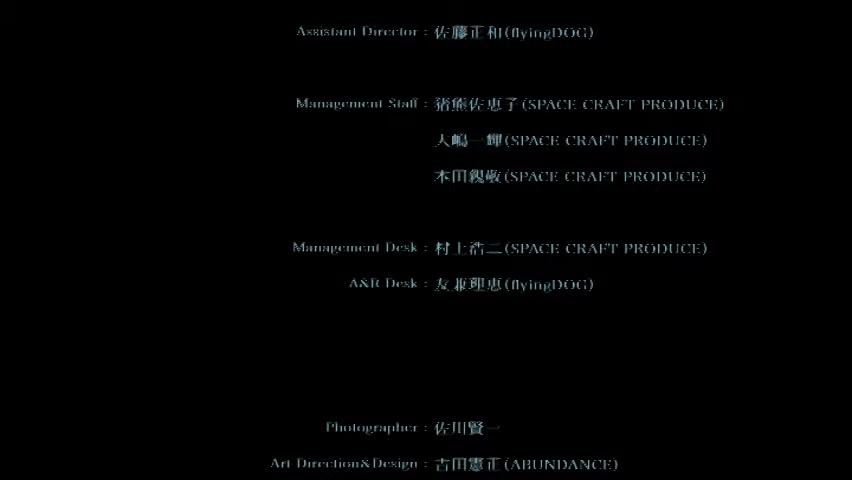 Assistant Director : 佐藤正和(flyingDOG)
Management Staff : 猪熊佐恵子(SPACE CRAFT PRODUCE)
大嶋一輝(SPACE CRAFT PRODUCE)
本田親敬(SPACE CRAFT PRODUCE)
Management Desk : 村上浩二(SPACE CRAFT PRODUCE)
A&R Desk : 友兼理恵(flyingDOG)
Photographer : 佐川賢一
Art Direction&Design : 古田憲正(ABUNDANCE)